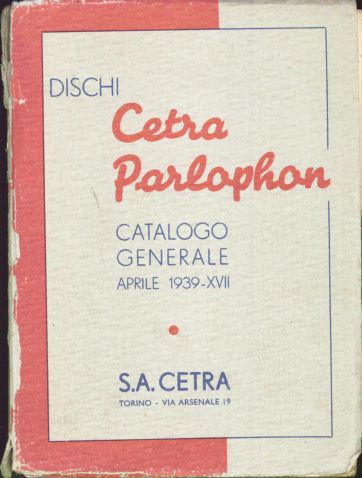 DISCHI
Cetra
Parlophon
CATALOGO
GENERALE
APRILE 1939-XVII
S.A. CETRA
TORINO - VIA ARSENALE 19